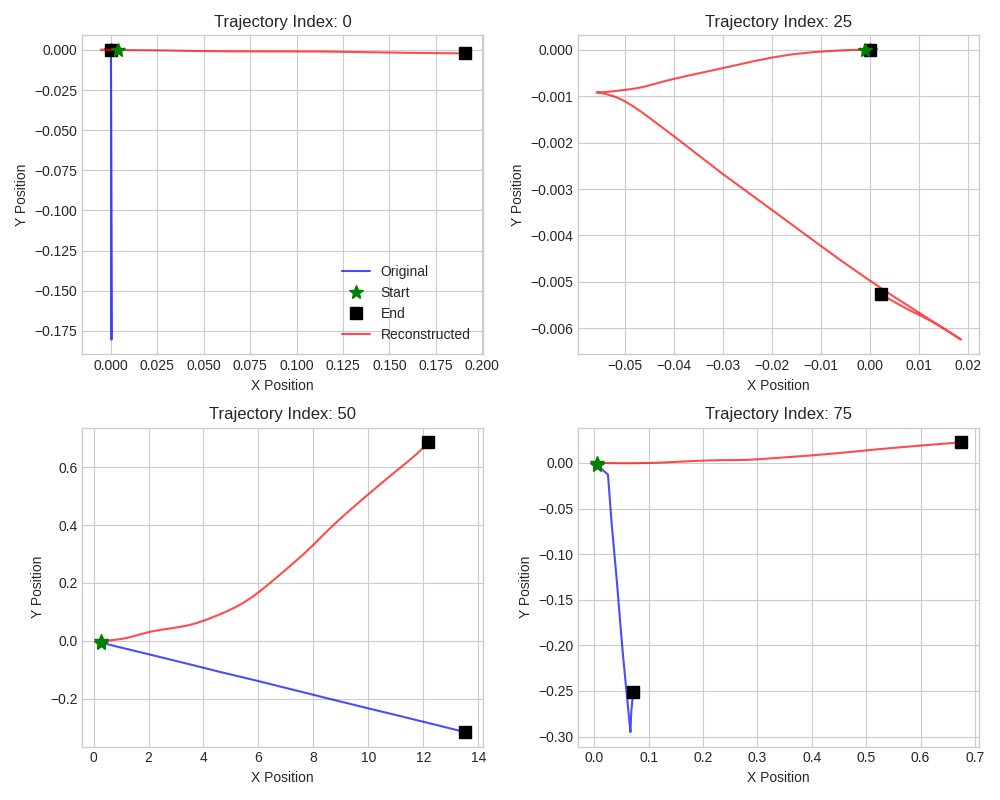 Trajectory Index: 0
0.000
−0.025
−0.050
−0.075
−0.100
−0.125
−0.150
−0.175
Y Position
Original
Start
End
Reconstructed
0.000 0.025 0.050 0.075 0.100 0.125 0.150 0.175 0.200
X Position
Trajectory Index: 25
0.000
−0.001
−0.002
−0.003
−0.004
−0.005
−0.006
Y Position
−0.05 −0.04 −0.03 −0.02 −0.01 0.00 0.01 0.02
X Position
Trajectory Index: 50
0.6
0.4
0.2
0.0
−0.2
Y Position
0 2 4 6 8 10 12 14
X Position
Trajectory Index: 75
0.00
−0.05
−0.10
−0.15
−0.20
−0.25
−0.30
Y Position
0.0 0.1 0.2 0.3 0.4 0.5 0.6 0.7
X Position